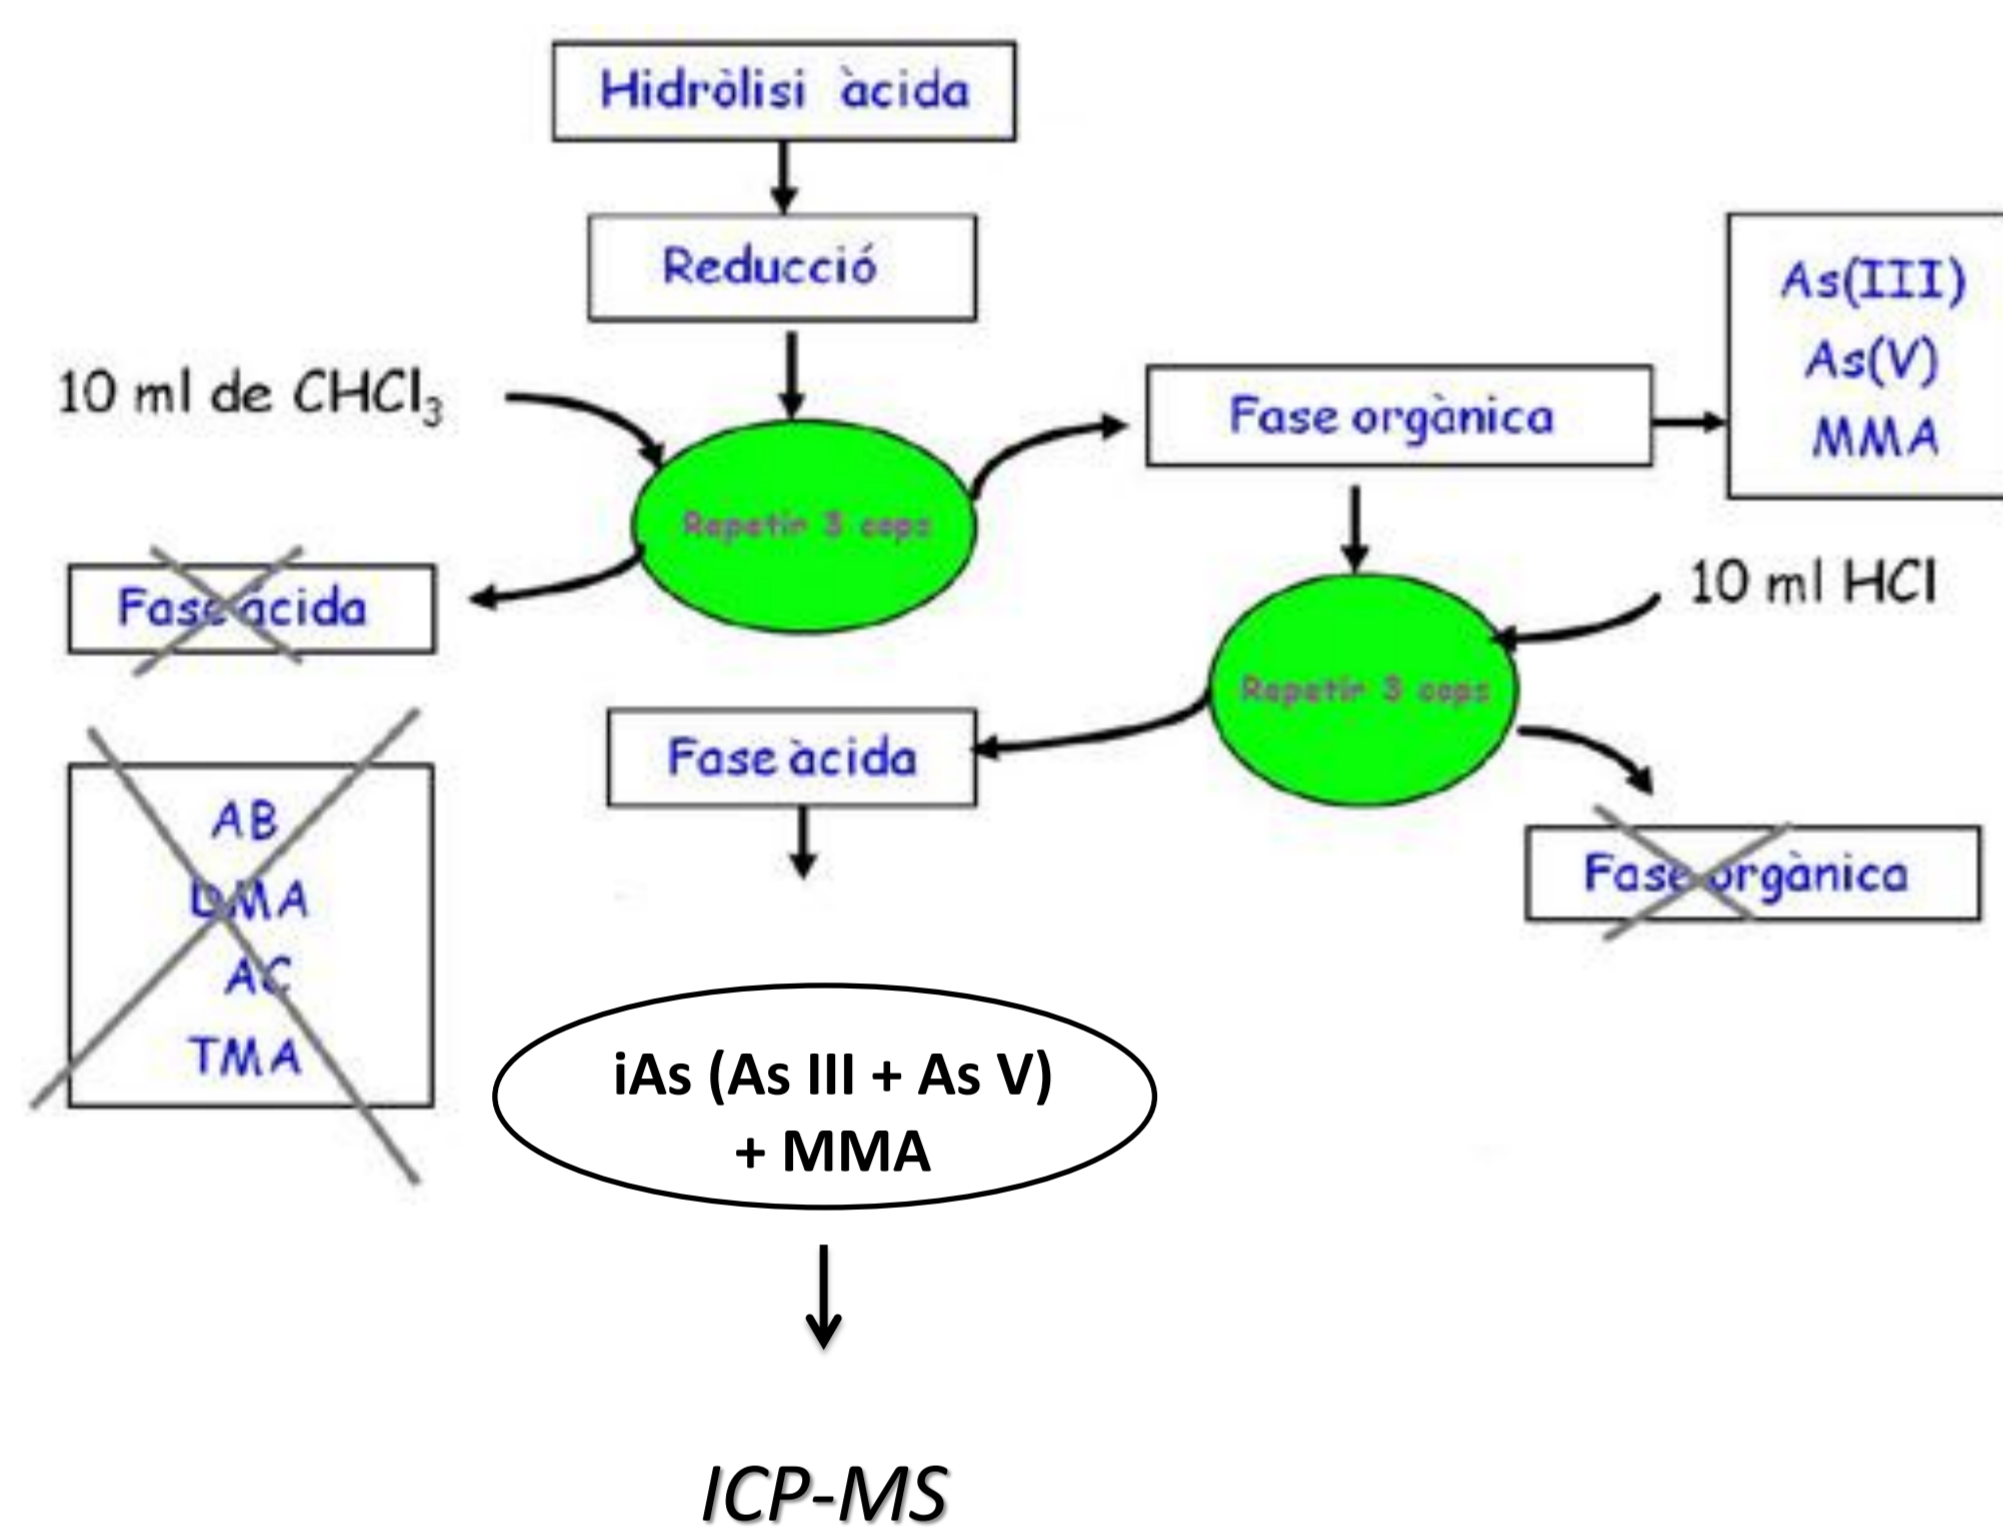 Hidròlisi àcida
Reducció
10 ml de CHCl₃
Repetir 3 cops
Fase orgànica
As(III)
As(V)
MMA
Fase àcida
AB
DMA
AC
TMA
10 ml HCl
Repetir 3 cops
Fase àcida
Fase orgànica
iAs (As III + As V)
+ MMA
ICP-MS